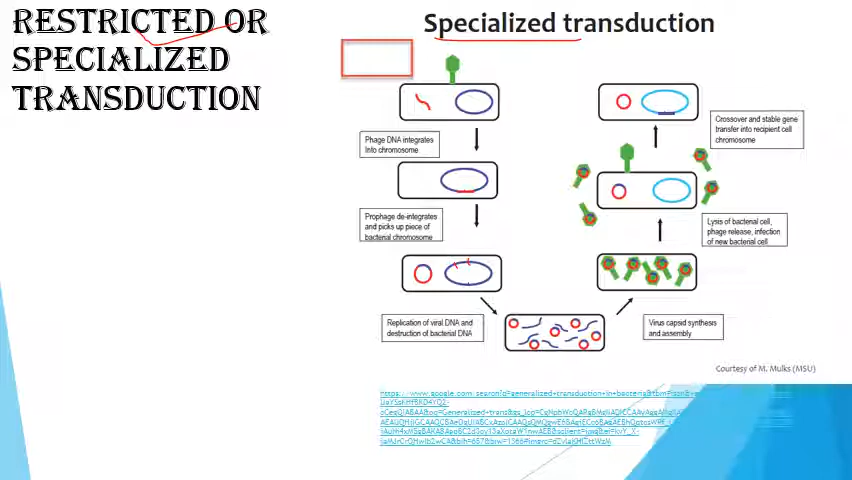 RESTRICTED OR
SPECIALIZED
TRANSDUCTION
Specialized transduction
Phage DNA integrates
Into chromosome
Prophage de-integrates
and picks up piece of
bacterial chromosome
Replication of viral DNA and
destruction of bacterial DNA
Virus capsid synthesis
and assembly
Lysis of bacterial cell,
phage release, infection
of new bacterial cell
Crossover and stable gene
transfer into recipient cell
chromosome
Courtesy of M. Mulks (MSU)